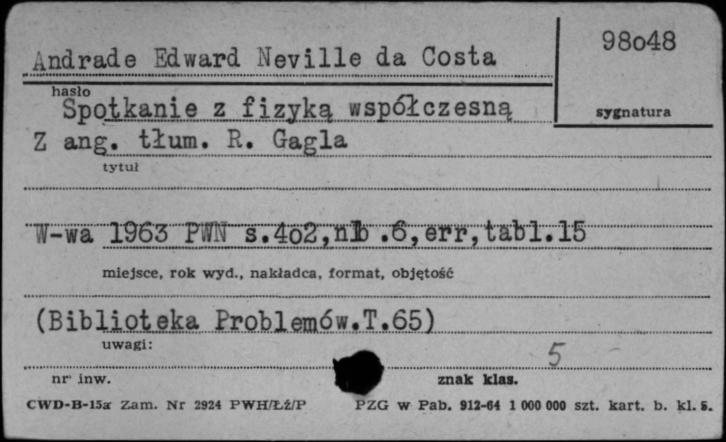 Andrade Edward Neville da Costa
98o48
hasło
sygnatura
Spotkanie z fizyką współczesną
Z ang. tłum. R. Gagla
tytuł
W-wa 1963 PWN s.4o2,nlb .6,err,tabl.15
miejsce, rok wyd., nakładca, format, objętość
(Biblioteka Problemów.T.65)
uwagi:
5
nr inw.
znak klas.
CWD-B-15a Zam. Nr 2924 PWH/Łź/P
PZG w Pab. 912-64 1 000 000 szt. kart. b. kl. 5.